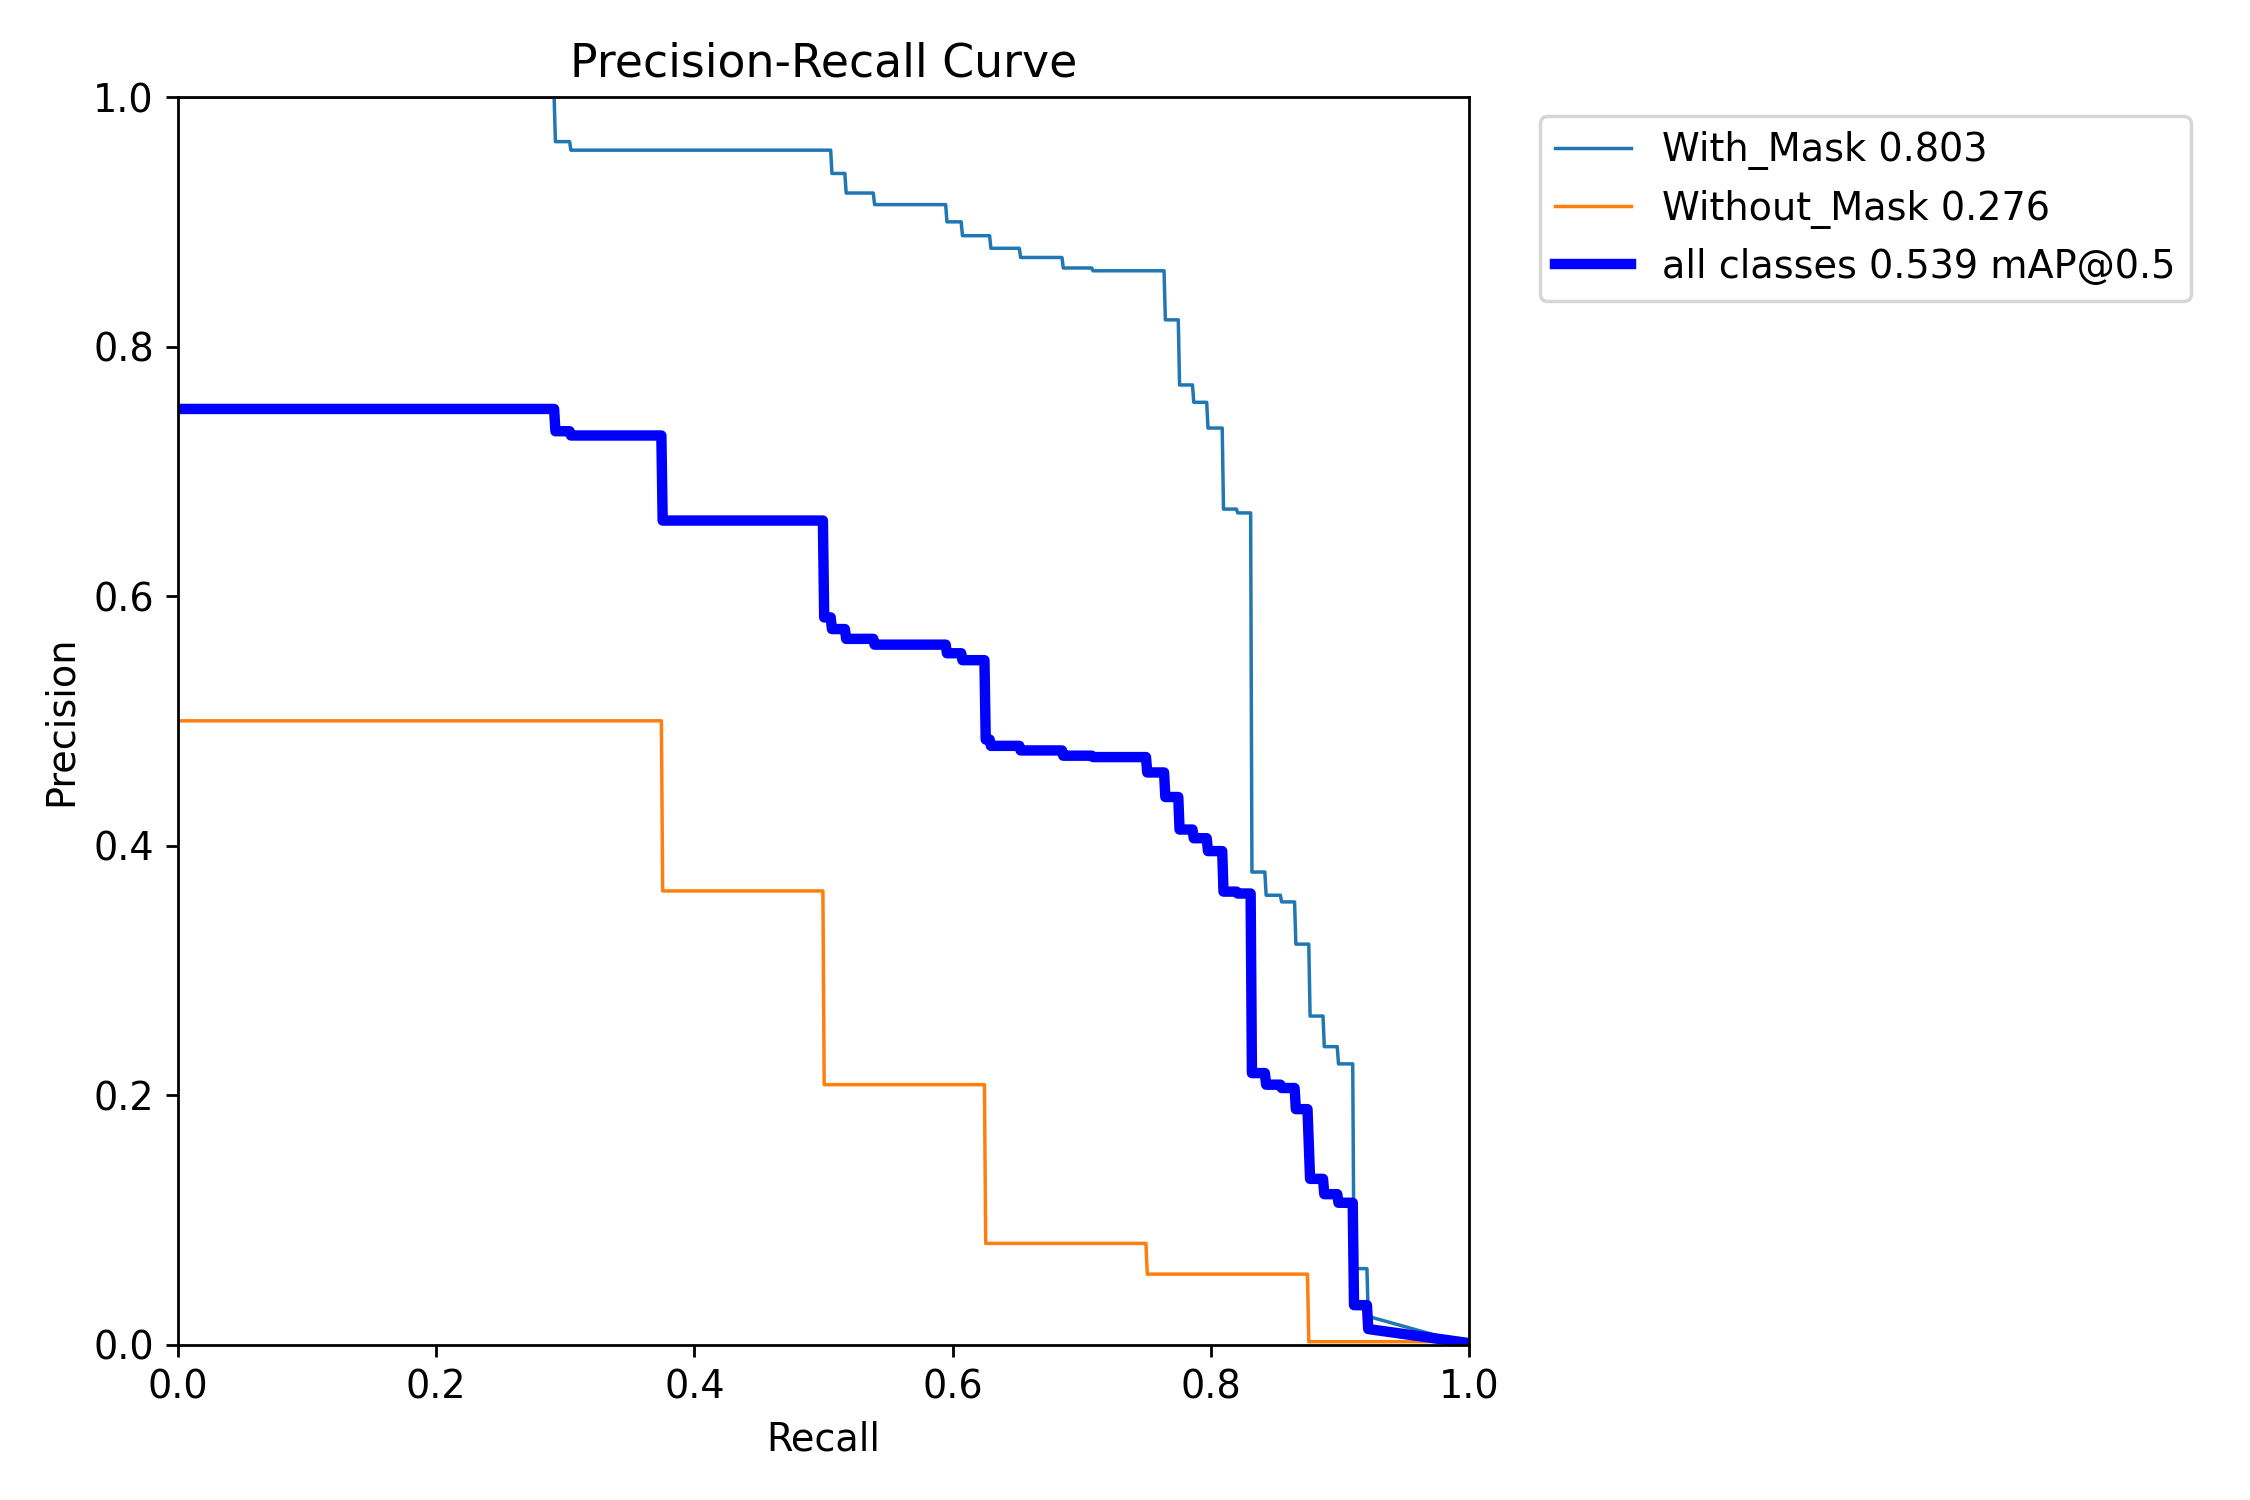 Precision-Recall Curve
With_Mask 0.803
Without_Mask 0.276
all classes 0.539 mAP@0.5
Precision
1.0
0.8
0.6
0.4
0.2
0.0
0.0 0.2 0.4 0.6 0.8 1.0
Recall